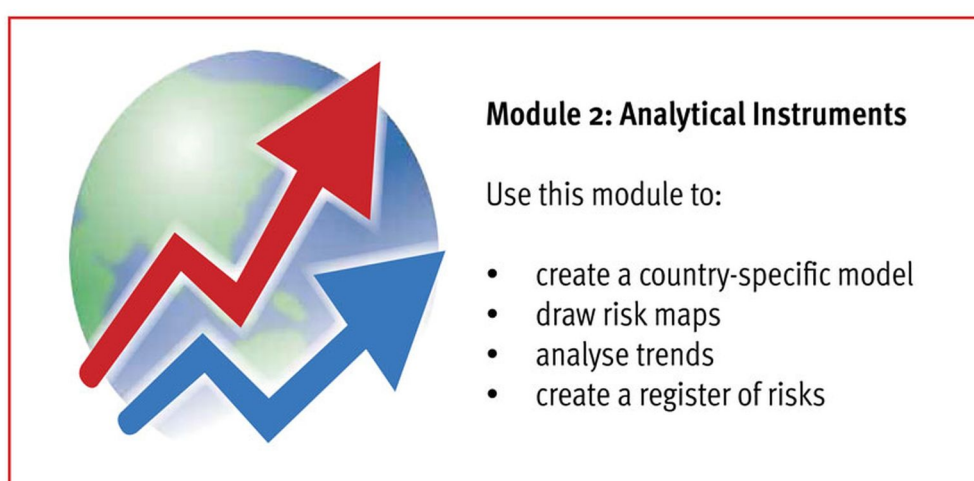 Module 2: Analytical Instruments
Use this module to:
• create a country-specific model
• draw risk maps
• analyse trends
• create a register of risks